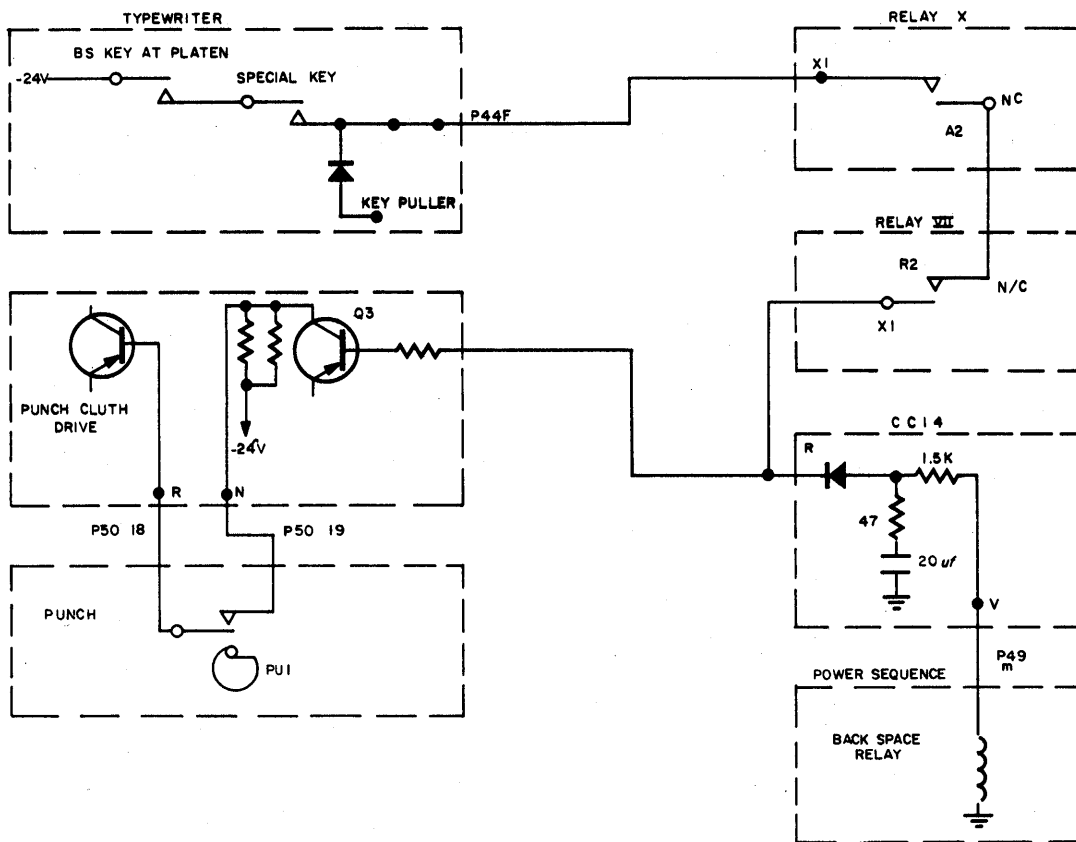 TYPEWRITER
BS KEY AT PLATEN
-24V
SPECIAL KEY
P44F
KEY PULLER
RELAY X
X1
NC
A2
RELAY VII
R2
N/C
X1
Q3
PUNCH CLUTH
DRIVE
-24V
R
N
P50 18
P50 19
PUNCH
PU1
CC14
R
1.5K
47
20 uf
V
P49
m
POWER SEQUENCE
BACK SPACE
RELAY